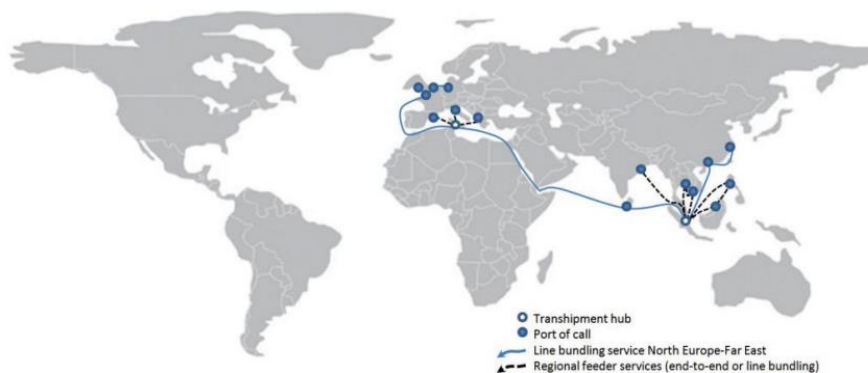 Transhipment hub
Port of call
Line bundling service North Europe-Far East
Regional feeder services (end-to-end or line bundling)